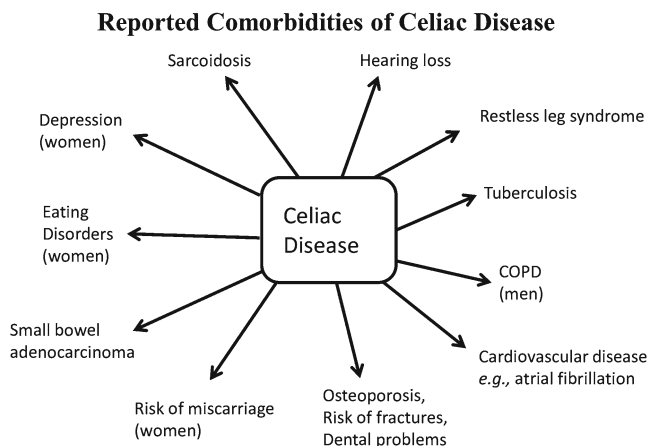 Reported Comorbidities of Celiac Disease
Sarcoidosis
Hearing loss
Depression
(women)
Restless leg syndrome
Eating
Disorders
(women)
Celiac
Disease
Tuberculosis
COPD
(men)
Small bowel
adenocarcinoma
Cardiovascular disease
e.g., atrial fibrillation
Risk of miscarriage
(women)
Osteoporosis,
Risk of fractures,
Dental problems